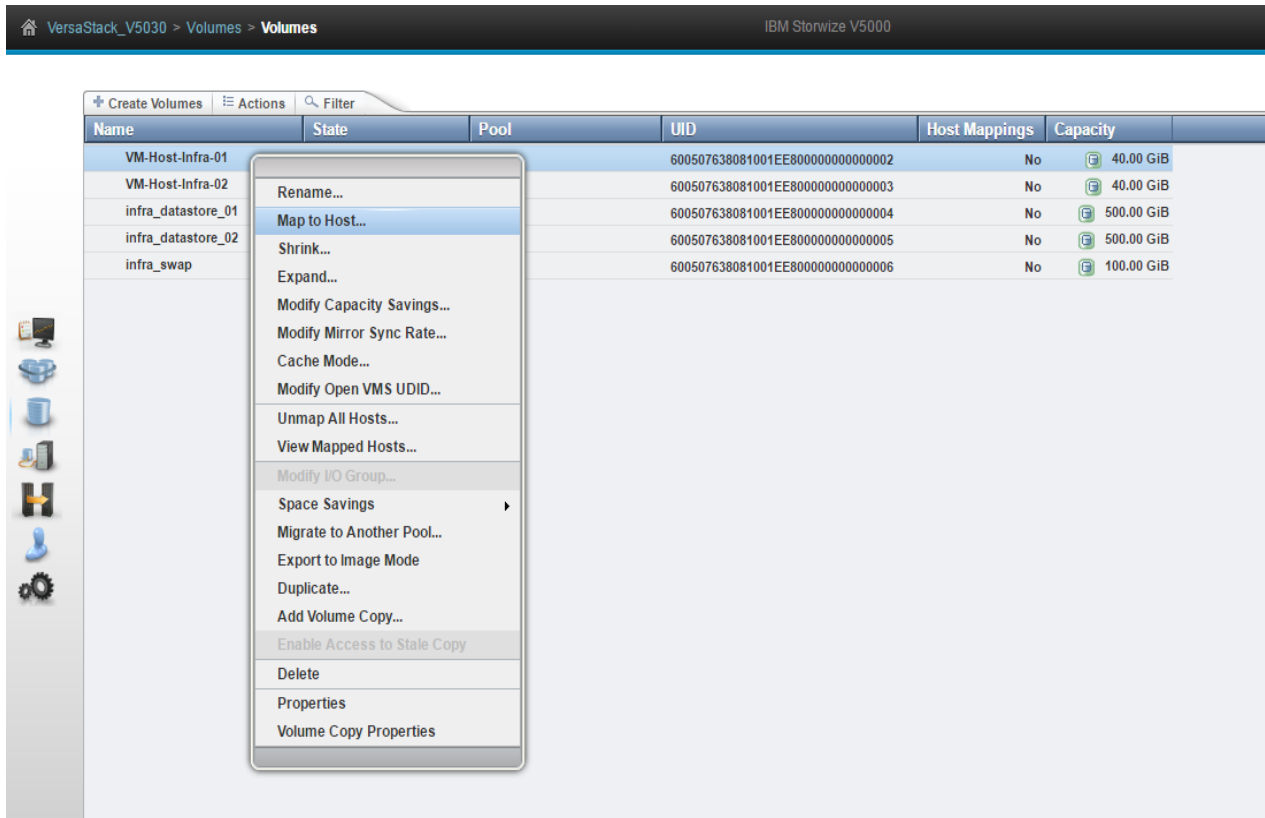 VersaStack_V5030 > Volumes > Volumes
IBM Storwize V5000
Create Volumes Actions Filter
Name State Pool UID Host Mappings Capacity
VM-Host-Infra-01 600507638081001EE800000000000002 No 40.00 GiB
VM-Host-Infra-02 600507638081001EE800000000000003 No 40.00 GiB
infra_datastore_01 600507638081001EE800000000000004 No 500.00 GiB
infra_datastore_02 600507638081001EE800000000000005 No 500.00 GiB
infra_swap 600507638081001EE800000000000006 No 100.00 GiB
Rename...
Map to Host...
Shrink...
Expand...
Modify Capacity Savings...
Modify Mirror Sync Rate...
Cache Mode...
Modify Open VMS UDID...
Unmap All Hosts...
View Mapped Hosts...
Modify I/O Group...
Space Savings
Migrate to Another Pool...
Export to Image Mode
Duplicate...
Add Volume Copy...
Enable Access to Stale Copy
Delete
Properties
Volume Copy Properties